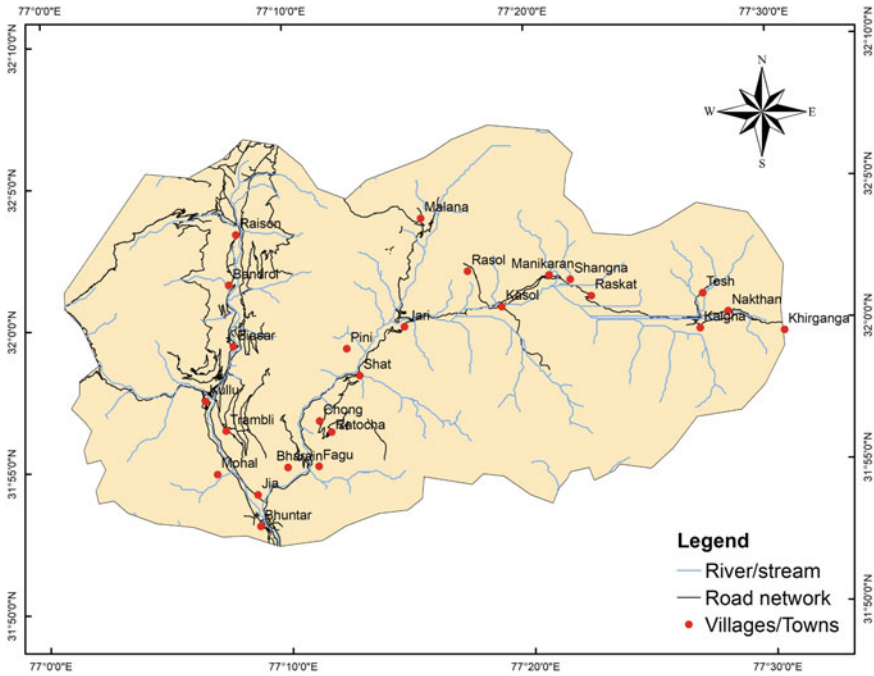 77°0'0"E 77°10'0"E 77°20'0"E 77°30'0"E
32°10'0"N 32°10'0"N
N
W E
S
32°5'0"N 32°5'0"N
Malana
Raison
Rasol Manikaran Shangna
Bandrol Raskat Tosh
Kasol Nakthan
Jari Kalgha Khirganga
32°0'0"N 32°0'0"N
Biasar Pini
Shat
Kullu
Chong
Trambli Ratocha
Bharain Fagu
Mohal
31°55'0"N 31°55'0"N
Jia
Bhuntar
Legend
River/stream
Road network
Villages/Towns
31°50'0"N 31°50'0"N
77°0'0"E 77°10'0"E 77°20'0"E 77°30'0"E